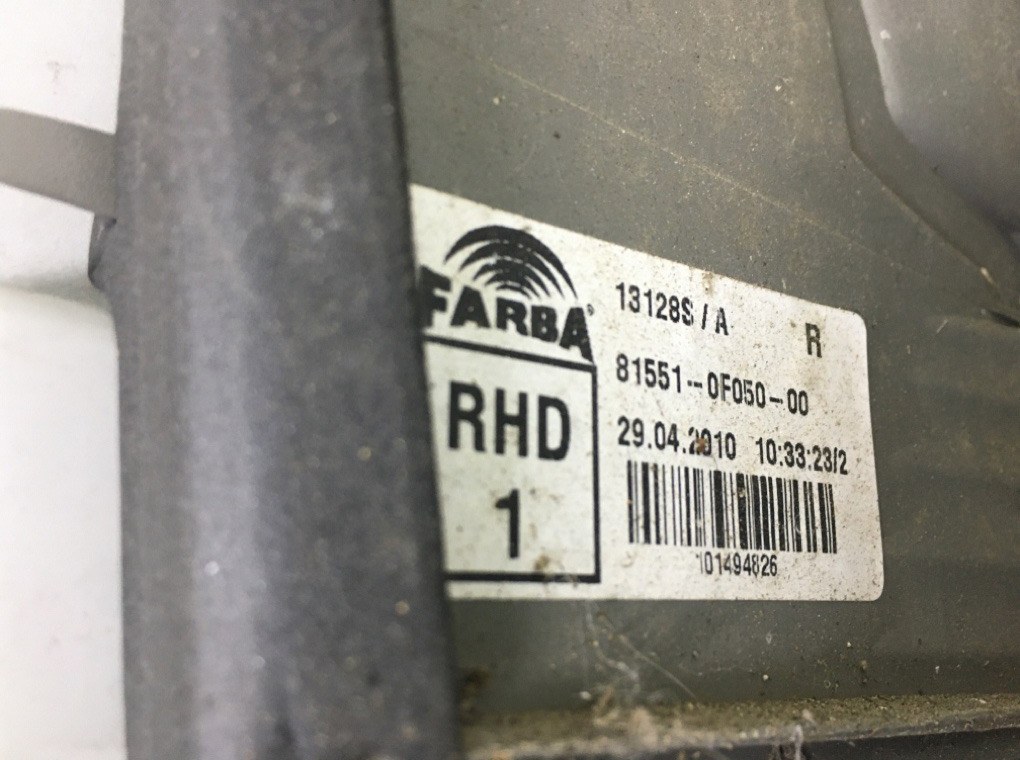 FARBA®
RHD
1
13128S / A R
81551--0F050-00
29.04.2010 10:33:23/2
101494826